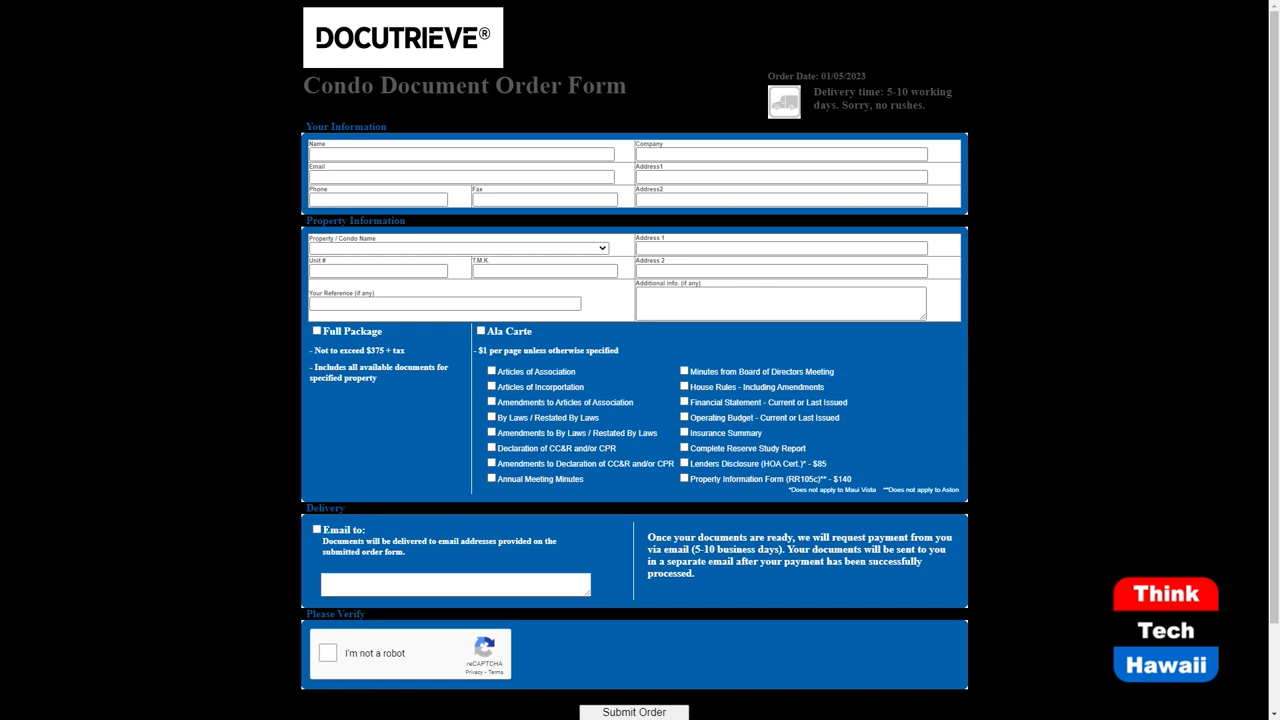 DOCUTRIEVE®
Condo Document Order Form
Order Date: 01/05/2023
Delivery time: 5-10 working
days. Sorry, no rushes.
Your Information
Name
Company
Email
Address1
Phone
Fax
Address2
Property Information
Property / Condo Name
Address 1
Unit #
T.M.K.
Address 2
Your Reference (if any)
Additional info. (if any)
Full Package
- Not to exceed $375 + tax
- Includes all available documents for
specified property
Ala Carte
- $1 per page unless otherwise specified
Articles of Association
Articles of Incorportation
Amendments to Articles of Association
By Laws / Restated By Laws
Amendments to By Laws / Restated By Laws
Declaration of CC&R and/or CPR
Amendments to Declaration of CC&R and/or CPR
Annual Meeting Minutes
Minutes from Board of Directors Meeting
House Rules - Including Amendments
Financial Statement - Current or Last Issued
Operating Budget - Current or Last Issued
Insurance Summary
Complete Reserve Study Report
Lenders Disclosure (HOA Cert.)* - $85
Property Information Form (RR105c)** - $140
*Does not apply to Maui Vista **Does not apply to Aston
Delivery
Email to:
Documents will be delivered to email addresses provided on the
submitted order form.
Once your documents are ready, we will request payment from you
via email (5-10 business days). Your documents will be sent to you
in a separate email after your payment has been successfully
processed.
Please Verify
I'm not a robot
reCAPTCHA
Privacy - Terms
Submit Order
Think
Tech
Hawaii